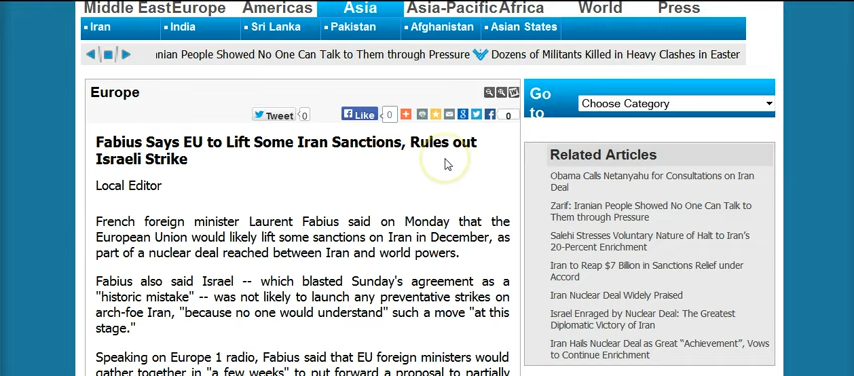 Middle East Europe Americas Asia Asia-Pacific Africa World Press
Iran India Sri Lanka Pakistan Afghanistan Asian States
nian People Showed No One Can Talk to Them through Pressure Dozens of Militants Killed in Heavy Clashes in Easter
Europe
Tweet 0 Like 0 0
Fabius Says EU to Lift Some Iran Sanctions, Rules out
Israeli Strike
Local Editor
French foreign minister Laurent Fabius said on Monday that the
European Union would likely lift some sanctions on Iran in December, as
part of a nuclear deal reached between Iran and world powers.
Fabius also said Israel -- which blasted Sunday's agreement as a
"historic mistake" -- was not likely to launch any preventative strikes on
arch-foe Iran, "because no one would understand" such a move "at this
stage."
Speaking on Europe 1 radio, Fabius said that EU foreign ministers would
gather together in "a few weeks" to put forward a proposal to partially
Go
to
Choose Category
Related Articles
Obama Calls Netanyahu for Consultations on Iran
Deal
Zarif: Iranian People Showed No One Can Talk to
Them through Pressure
Salehi Stresses Voluntary Nature of Halt to Iran's
20-Percent Enrichment
Iran to Reap $7 Billion in Sanctions Relief under
Accord
Iran Nuclear Deal Widely Praised
Israel Enraged by Nuclear Deal: The Greatest
Diplomatic Victory of Iran
Iran Hails Nuclear Deal as Great "Achievement", Vows
to Continue Enrichment